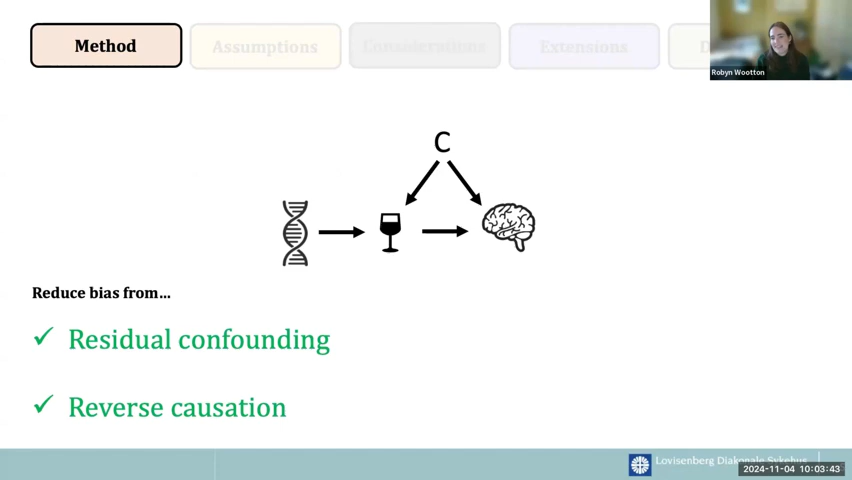 Method
Assumptions
Considerations
Extensions
D
Robyn Wootton
C
Reduce bias from…
✓ Residual confounding
✓ Reverse causation
Lovisenberg Diakonale Sykehus
2024-11-04 10:03:43